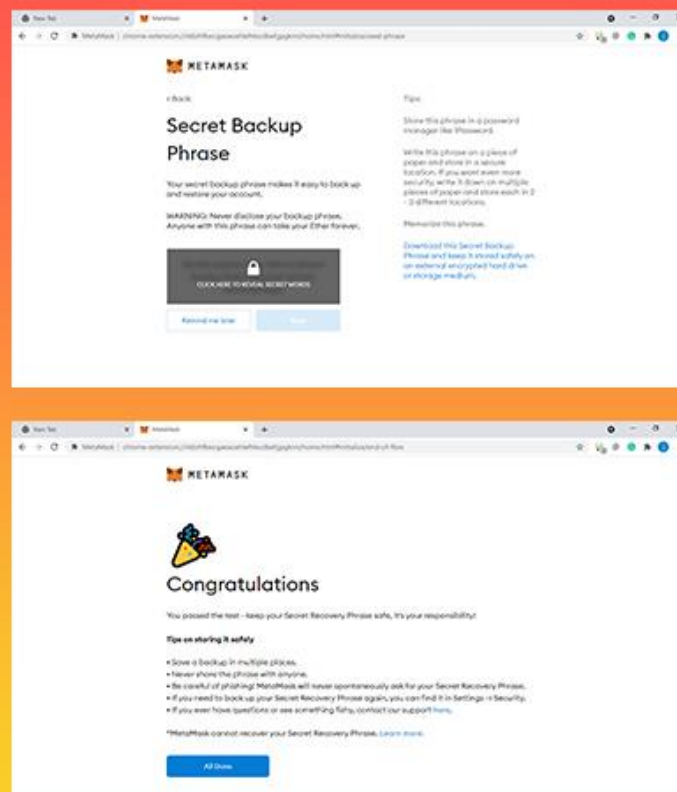 New Tab
MetaMask
MetaMask
METAMASK
< Back
Secret Backup
Phrase
Your secret backup phrase makes it easy to back up
and restore your account.
WARNING: Never disclose your backup phrase.
Anyone with this phrase can take your Ether forever.
CLICK HERE TO REVEAL SECRET WORDS
Remind me later
Next
Tips:
Store this phrase in a password
manager like 1Password.
Write this phrase on a piece of
paper and store in a secure
location. If you want even more
security, write it down on multiple
pieces of paper and store each in 2
- 3 different locations.
Memorize this phrase.
Download this Secret Backup
Phrase and keep it stored safely on
an external encrypted hard drive
or storage medium.
New Tab
MetaMask
MetaMask
METAMASK
Congratulations
You passed the test - keep your Secret Recovery Phrase safe, it's your responsibility!
Tips on storing it safely
• Save a backup in multiple places.
• Never share the phrase with anyone.
• Be careful of phishing! MetaMask will never spontaneously ask for your Secret Recovery Phrase.
• If you need to back up your Secret Recovery Phrase again, you can find it in Settings -> Security.
• If you ever have questions or see something fishy, contact our support here.
*MetaMask cannot recover your Secret Recovery Phrase. Learn more.
All Done